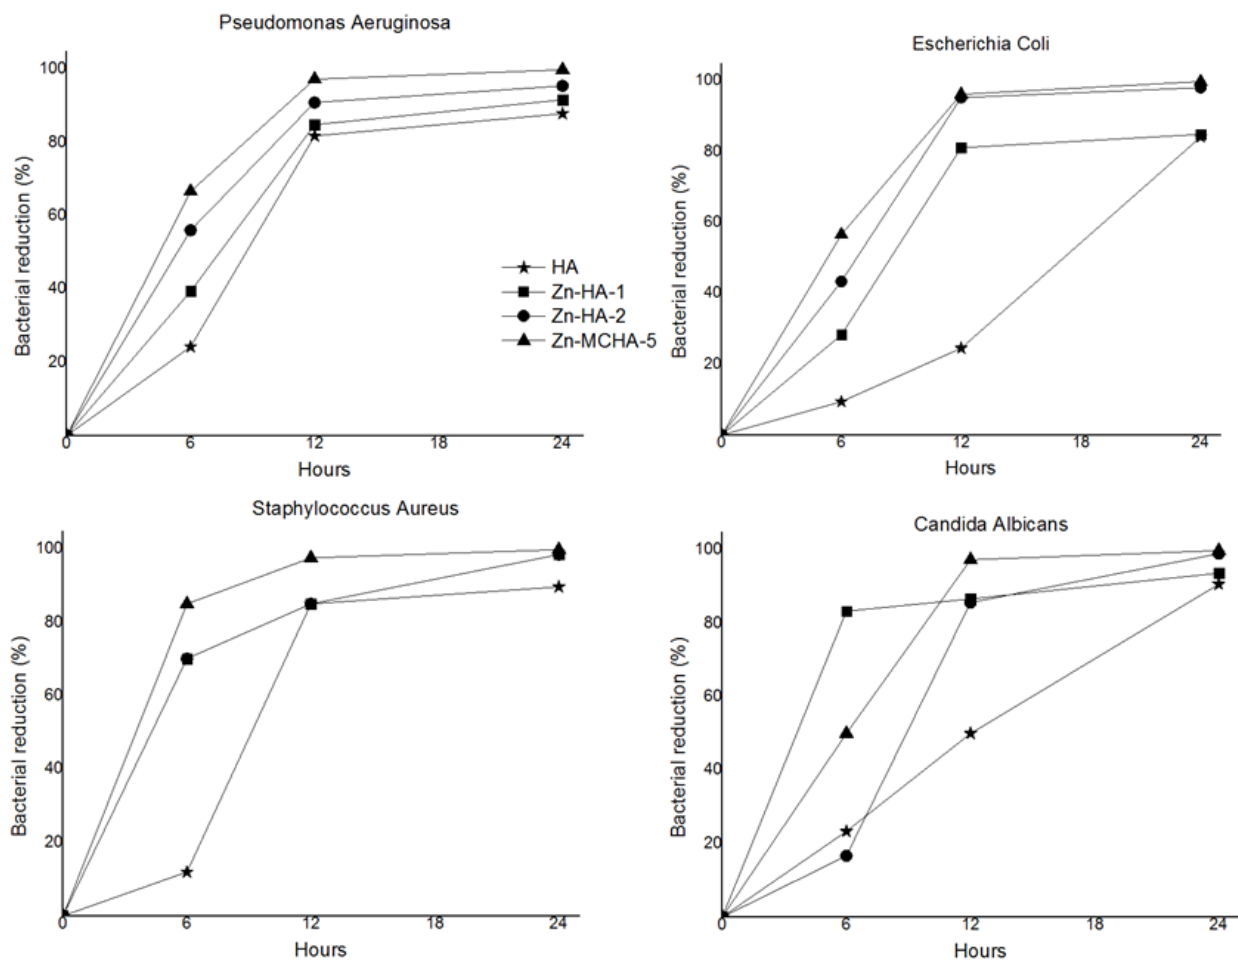 Pseudomonas Aeruginosa
Bacterial reduction (%)
100
80
60
40
20
0 6 12 18 24
Hours
HA
Zn-HA-1
Zn-HA-2
Zn-MCHA-5
Escherichia Coli
Bacterial reduction (%)
100
80
60
40
20
0 6 12 18 24
Hours
Staphylococcus Aureus
Bacterial reduction (%)
100
80
60
40
20
0 6 12 18 24
Hours
Candida Albicans
Bacterial reduction (%)
100
80
60
40
20
0 6 12 18 24
Hours